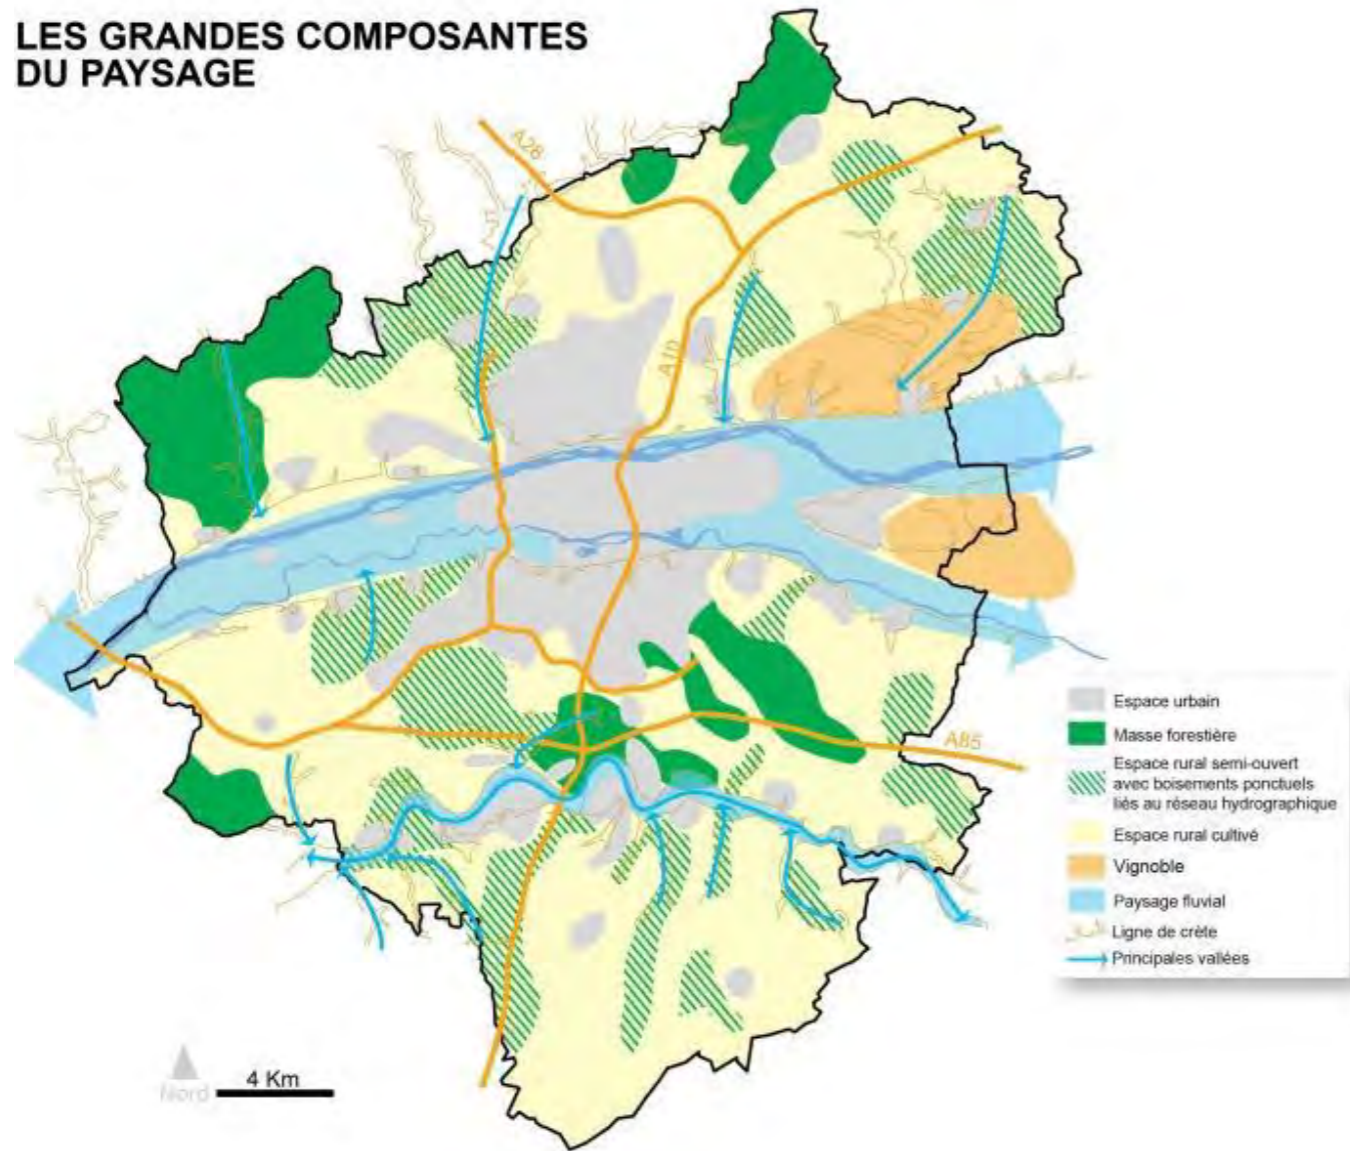 LES GRANDES COMPOSANTES
DU PAYSAGE
A28
A10
A85
Espace urbain
Masse forestière
Espace rural semi-ouvert
avec boisements ponctuels
liés au réseau hydrographique
Espace rural cultivé
Vignoble
Paysage fluvial
Ligne de crète
Principales vallées
Nord
4 Km